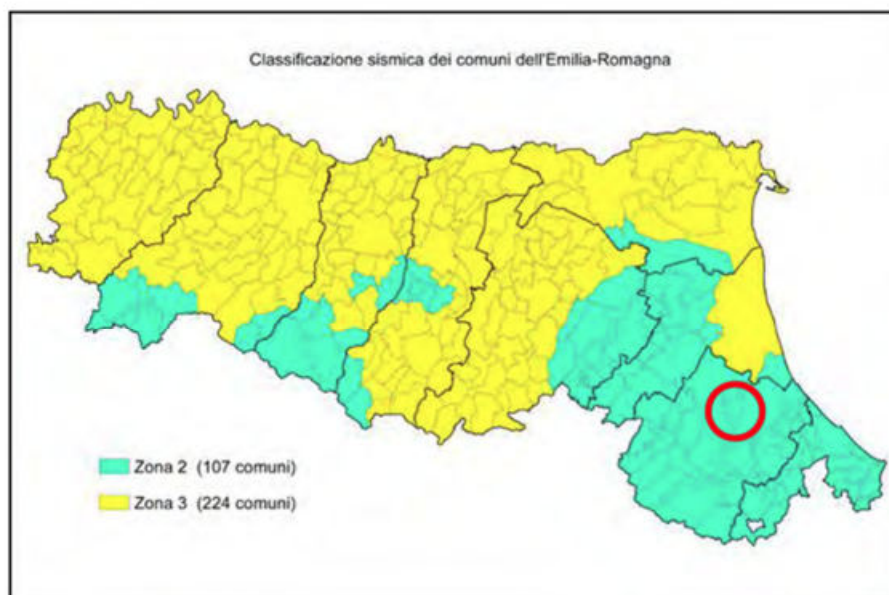 Classificazione sismica dei comuni dell'Emilia-Romagna
Zona 2 (107 comuni)
Zona 3 (224 comuni)